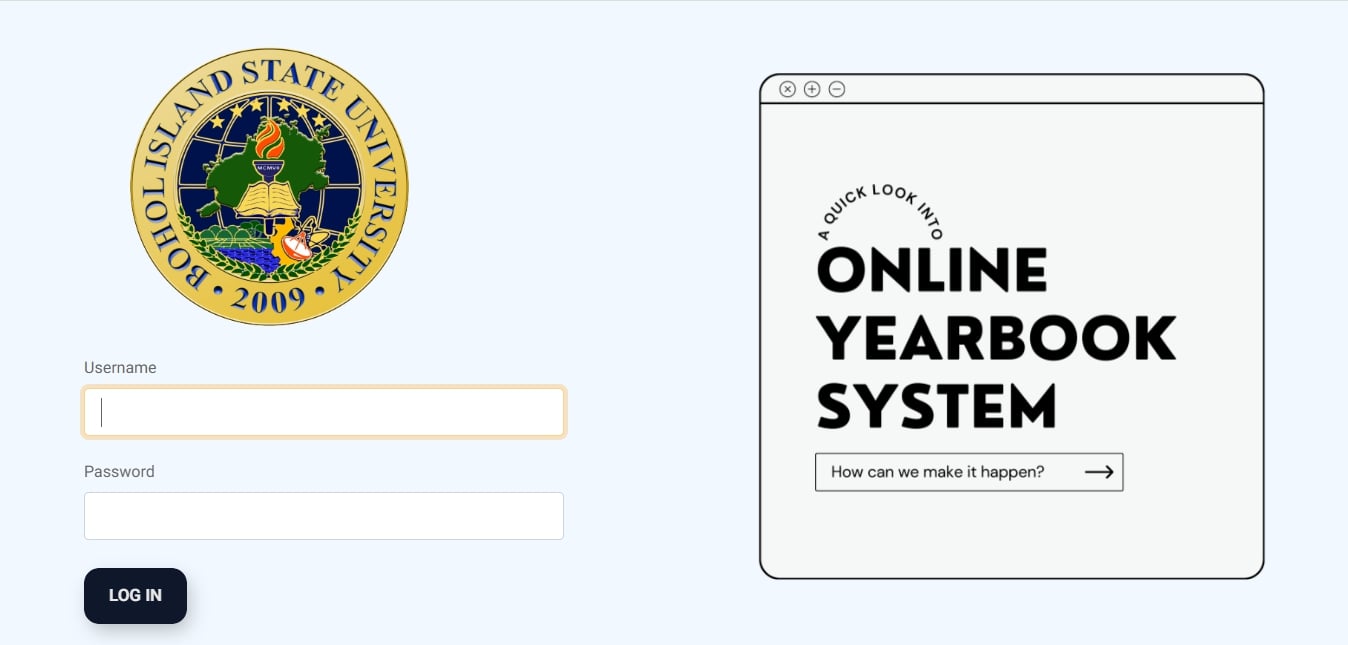 BOHOL ISLAND STATE UNIVERSITY
• 2009 •
MCMVII
Username
Password
LOG IN
A QUICK LOOK INTO
ONLINE
YEARBOOK
SYSTEM
How can we make it happen?